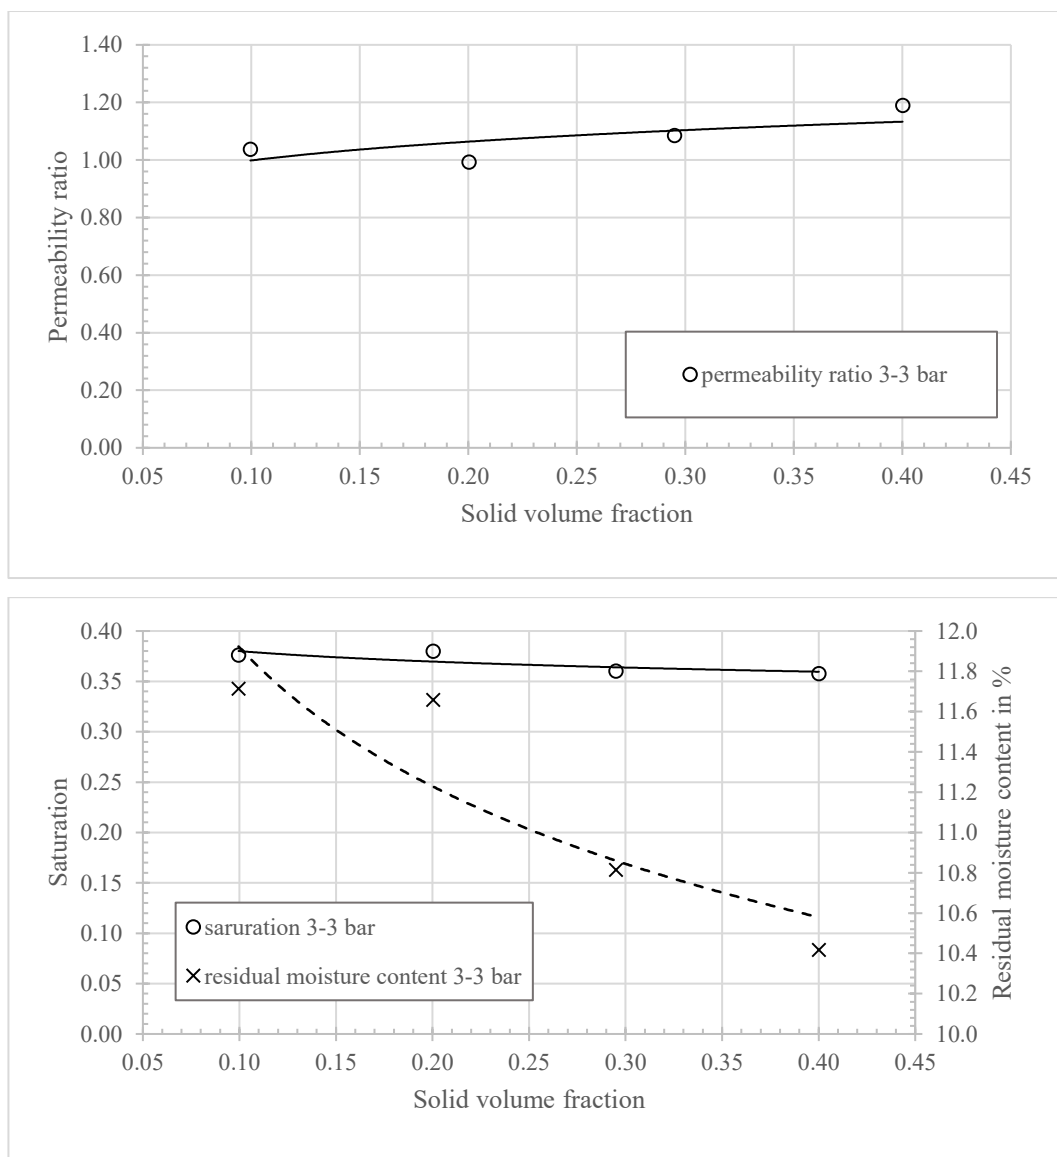 1.40
1.20
1.00
0.80
0.60
0.40
0.20
0.00
Permeability ratio
permeability ratio 3-3 bar
0.05 0.10 0.15 0.20 0.25 0.30 0.35 0.40 0.45
Solid volume fraction
0.40 12.0
0.35 11.8
0.30 11.6
0.25 11.4
0.20 11.2
0.15 11.0
0.10 10.8
0.05 10.6
0.00 10.4
10.2
10.0
Saturation
Residual moisture content in %
saruration 3-3 bar
residual moisture content 3-3 bar
0.05 0.10 0.15 0.20 0.25 0.30 0.35 0.40 0.45
Solid volume fraction